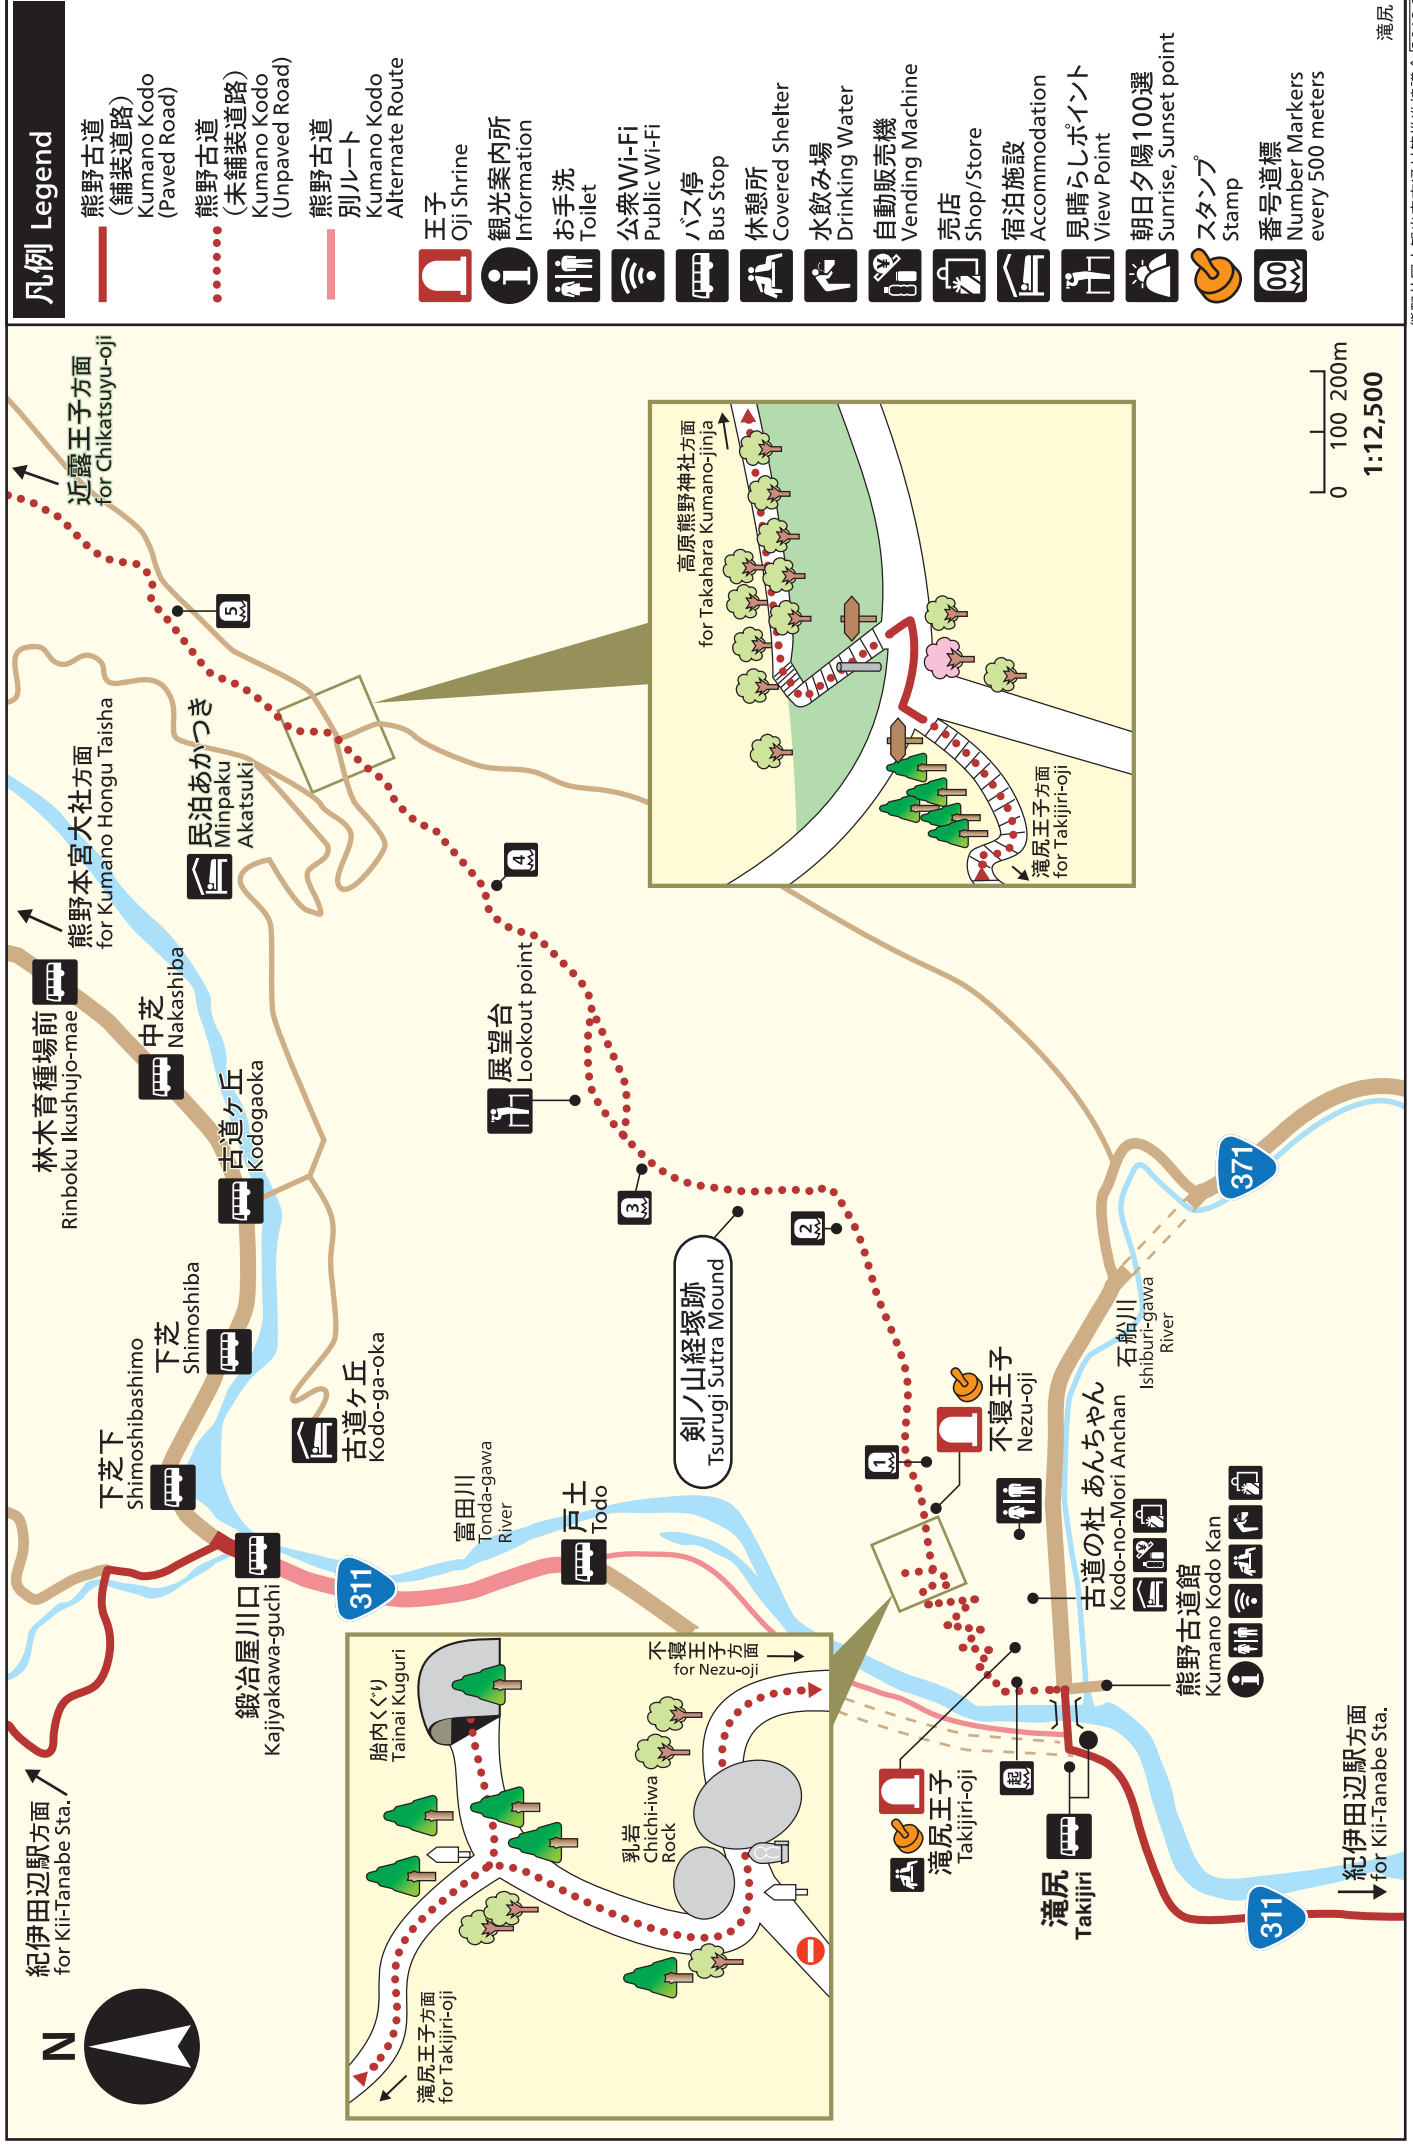 凡例 Legend
熊野古道
（舗装道路）
Kumano Kodo
(Paved Road)
熊野古道
（未舗装道路）
Kumano Kodo
(Unpaved Road)
熊野古道
別ルート
Kumano Kodo
Alternate Route
王子
Oji Shrine
観光案内所
Information
お手洗
Toilet
公衆Wi-Fi
Public Wi-Fi
バス停
Bus Stop
休憩所
Covered Shelter
水飲み場
Drinking Water
自動販売機
Vending Machine
売店
Shop/Store
宿泊施設
Accommodation
見晴らしポイント
View Point
朝日夕陽100選
Sunrise, Sunset point
スタンプ
Stamp
00
番号道標
Number Markers
every 500 meters
滝尻
N
紀伊田辺駅方面
for Kii-Tanabe Sta.
熊野本宮大社方面
for Kumano Hongu Taisha
近露王子方面
for Chikatsuyu-oji
林木育種場前
Rinboku Ikushujo-mae
中芝
Nakashiba
古道ヶ丘
Kodogaoka
下芝
Shimoshiba
下芝下
Shimoshibashimo
鍛冶屋川口
Kajiyakawa-guchi
民泊あかつき
Minpaku
Akatsuki
古道ヶ丘
Kodo-ga-oka
311
富田川
Tonda-gawa
River
戸土
Todo
5
4
展望台
Lookout point
3
2
剣ノ山経塚跡
Tsurugi Sutra Mound
1
不寝王子
Nezu-oji
胎内くぐり
Tainai Kuguri
不寝王子方面
for Nezu-oji
乳岩
Chichi-iwa
Rock
滝尻王子方面
for Takijiri-oji
高原熊野神社方面
for Takahara Kumano-jinja
滝尻王子方面
for Takijiri-oji
滝尻王子
Takijiri-oji
起
滝尻
Takijiri
古道の杜 あんちゃん
Kodo-no-Mori Anchan
熊野古道館
Kumano Kodo Kan
石船川
Ishiburi-gawa
River
371
311
紀伊田辺駅方面
for Kii-Tanabe Sta.
0 100 200m
1:12,500